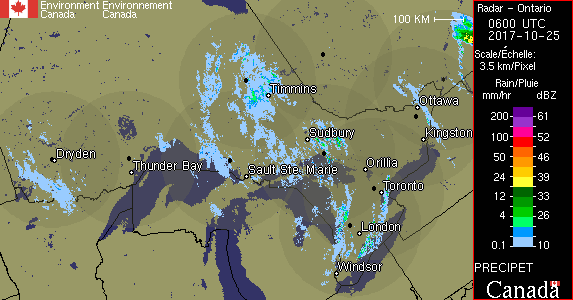 Environment Environnement
Canada Canada
100 KM
Timmins
Ottawa
Sudbury
Kingston
Dryden
Thunder Bay
Sault Ste. Marie
Orillia
Toronto
London
Windsor
Radar - Ontario
0600 UTC
2017-10-25
Scale/Échelle:
3.5 km/Pixel
Rain/Pluie
mm/hr dBZ
200 61
100 52
50 46
24 39
12 33
4 26
0.1 10
PRECIPET
Canada